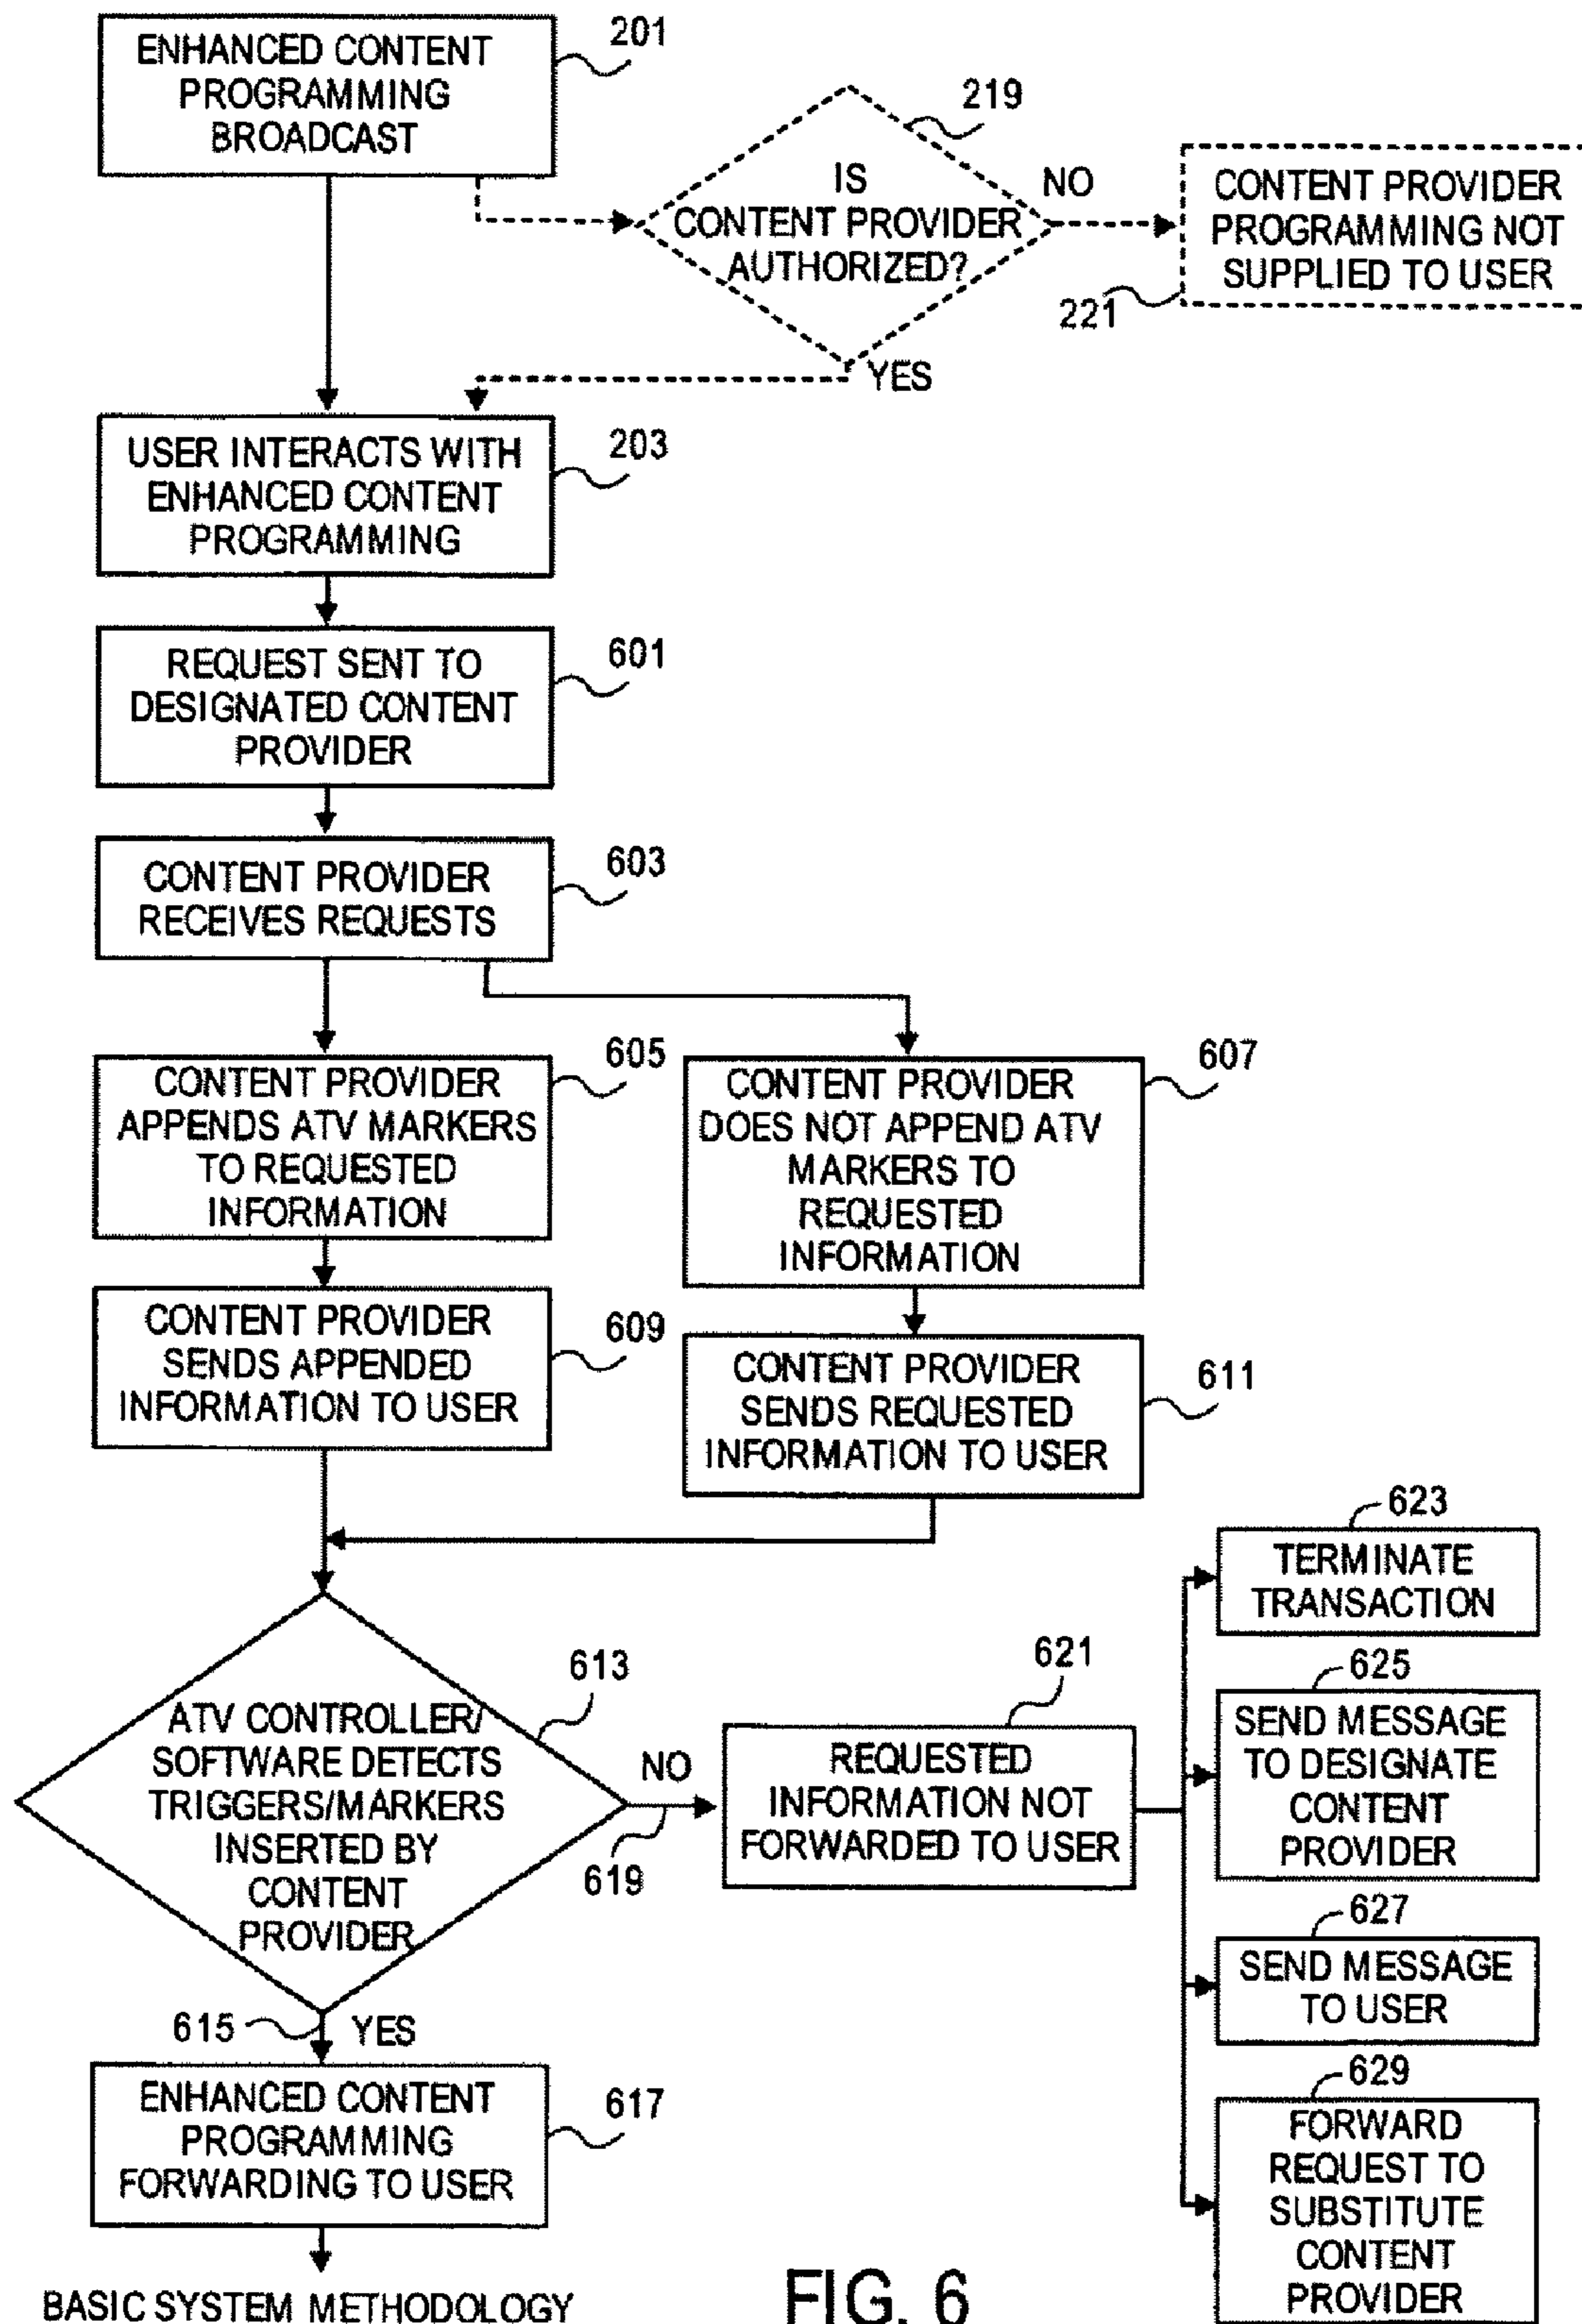 ENHANCED CONTENT
PROGRAMMING
BROADCAST
201
219
IS
CONTENT PROVIDER
AUTHORIZED?
NO
CONTENT PROVIDER
PROGRAMMING NOT
SUPPLIED TO USER
221
YES
USER INTERACTS WITH
ENHANCED CONTENT
PROGRAMMING
203
REQUEST SENT TO
DESIGNATED CONTENT
PROVIDER
601
CONTENT PROVIDER
RECEIVES REQUESTS
603
CONTENT PROVIDER
APPENDS ATV MARKERS
TO REQUESTED
INFORMATION
605
CONTENT PROVIDER
DOES NOT APPEND ATV
MARKERS TO
REQUESTED
INFORMATION
607
CONTENT PROVIDER
SENDS APPENDED
INFORMATION TO USER
609
CONTENT PROVIDER
SENDS REQUESTED
INFORMATION TO USER
611
ATV CONTROLLER/
SOFTWARE DETECTS
TRIGGERS/MARKERS
INSERTED BY
CONTENT
PROVIDER
613
NO
619
REQUESTED
INFORMATION NOT
FORWARDED TO USER
621
623
TERMINATE
TRANSACTION
625
SEND MESSAGE
TO DESIGNATE
CONTENT
PROVIDER
627
SEND MESSAGE
TO USER
629
FORWARD
REQUEST TO
SUBSTITUTE
CONTENT
PROVIDER
615
YES
ENHANCED CONTENT
PROGRAMMING
FORWARDING TO USER
617
BASIC SYSTEM METHODOLOGY
FIG. 6